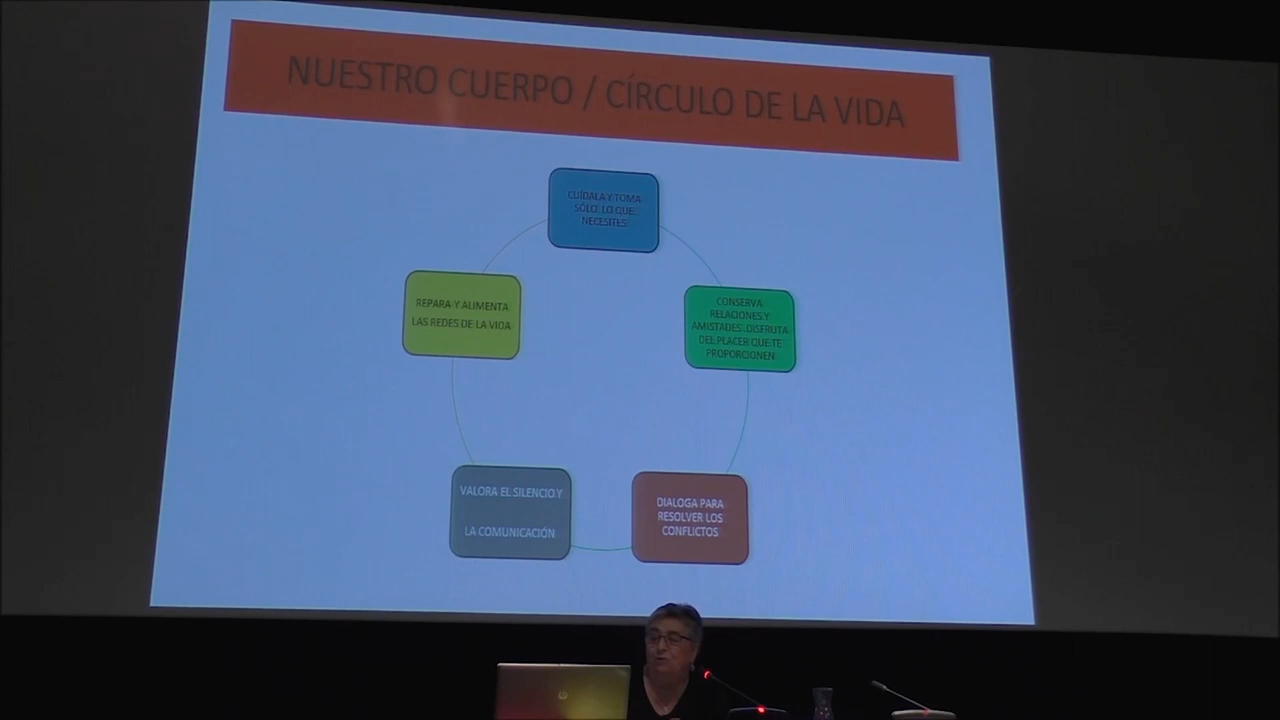 NUESTRO CUERPO / CÍRCULO DE LA VIDA
CUÍDALA Y TOMA
SÓLO LO QUE
NECESITES
CONSERVA
RELACIONES Y
AMISTADES .DISFRUTA
DEL PLACER QUE TE
PROPORCIONEN
DIALOGA PARA
RESOLVER LOS
CONFLICTOS
VALORA EL SILENCIO Y
LA COMUNICACIÓN
REPARA Y ALIMENTA
LAS REDES DE LA VIDA
hp